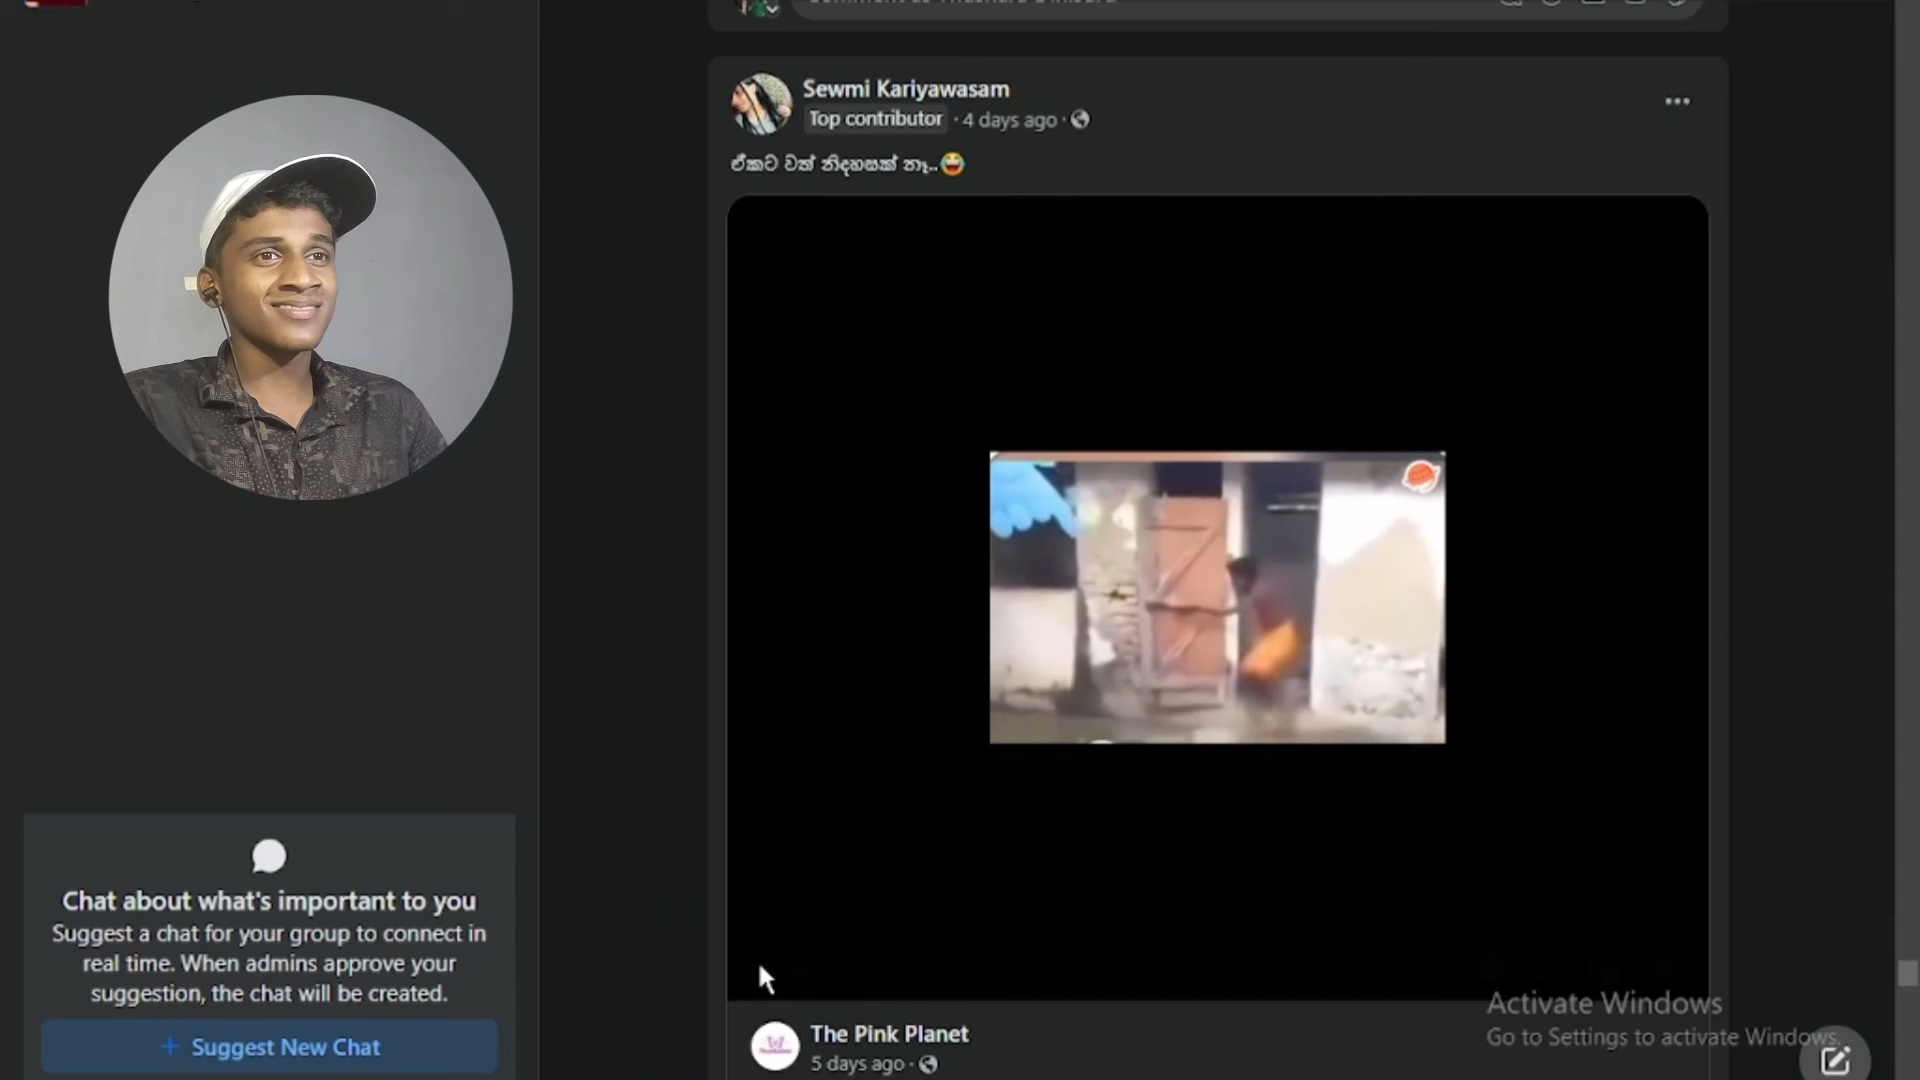 Sewmi Kariyawasam
Top contributor · 4 days ago ·
ඒකට වත් නිදහසක් නෑ..😂
Chat about what's important to you
Suggest a chat for your group to connect in
real time. When admins approve your
suggestion, the chat will be created.
+ Suggest New Chat
The Pink Planet
5 days ago ·
Activate Windows
Go to Settings to activate Windows.